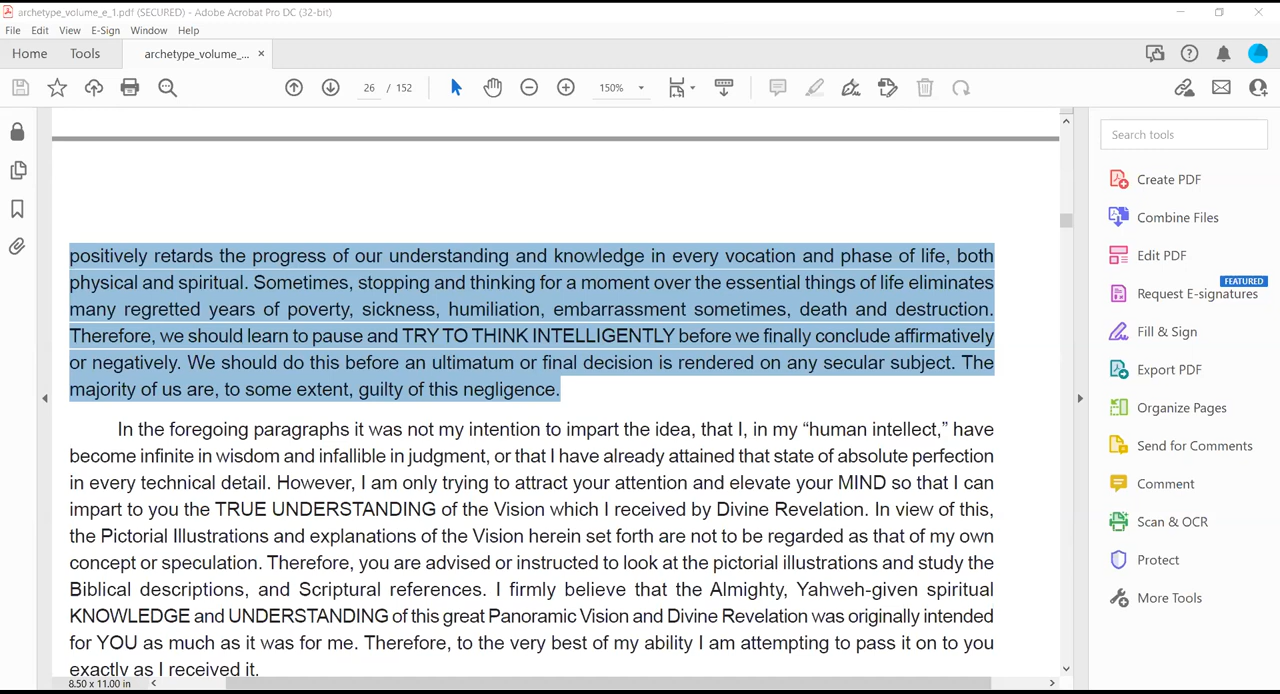 archetype_volume_e_1.pdf (SECURED) - Adobe Acrobat Pro DC (32-bit)
File Edit View E-Sign Window Help
Home Tools archetype_volume_... ×
26 / 152 150%
Search tools
Create PDF
Combine Files
Edit PDF
FEATURED
Request E-signatures
Fill & Sign
Export PDF
Organize Pages
Send for Comments
Comment
Scan & OCR
Protect
More Tools
positively retards the progress of our understanding and knowledge in every vocation and phase of life, both
physical and spiritual. Sometimes, stopping and thinking for a moment over the essential things of life eliminates
many regretted years of poverty, sickness, humiliation, embarrassment sometimes, death and destruction.
Therefore, we should learn to pause and TRY TO THINK INTELLIGENTLY before we finally conclude affirmatively
or negatively. We should do this before an ultimatum or final decision is rendered on any secular subject. The
majority of us are, to some extent, guilty of this negligence.
In the foregoing paragraphs it was not my intention to impart the idea, that I, in my “human intellect,” have
become infinite in wisdom and infallible in judgment, or that I have already attained that state of absolute perfection
in every technical detail. However, I am only trying to attract your attention and elevate your MIND so that I can
impart to you the TRUE UNDERSTANDING of the Vision which I received by Divine Revelation. In view of this,
the Pictorial Illustrations and explanations of the Vision herein set forth are not to be regarded as that of my own
concept or speculation. Therefore, you are advised or instructed to look at the pictorial illustrations and study the
Biblical descriptions, and Scriptural references. I firmly believe that the Almighty, Yahweh-given spiritual
KNOWLEDGE and UNDERSTANDING of this great Panoramic Vision and Divine Revelation was originally intended
for YOU as much as it was for me. Therefore, to the very best of my ability I am attempting to pass it on to you
exactly as I received it.
8.50 x 11.00 in